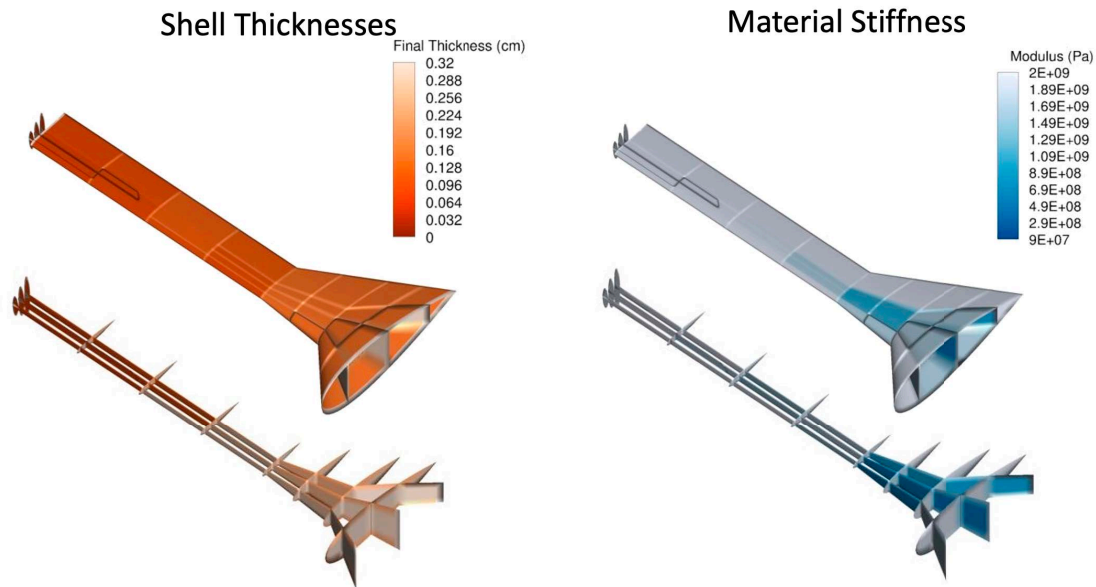 Shell Thicknesses
Final Thickness (cm)
0.32
0.288
0.256
0.224
0.192
0.16
0.128
0.096
0.064
0.032
0
Material Stiffness
Modulus (Pa)
2E+09
1.89E+09
1.69E+09
1.49E+09
1.29E+09
1.09E+09
8.9E+08
6.9E+08
4.9E+08
2.9E+08
9E+07